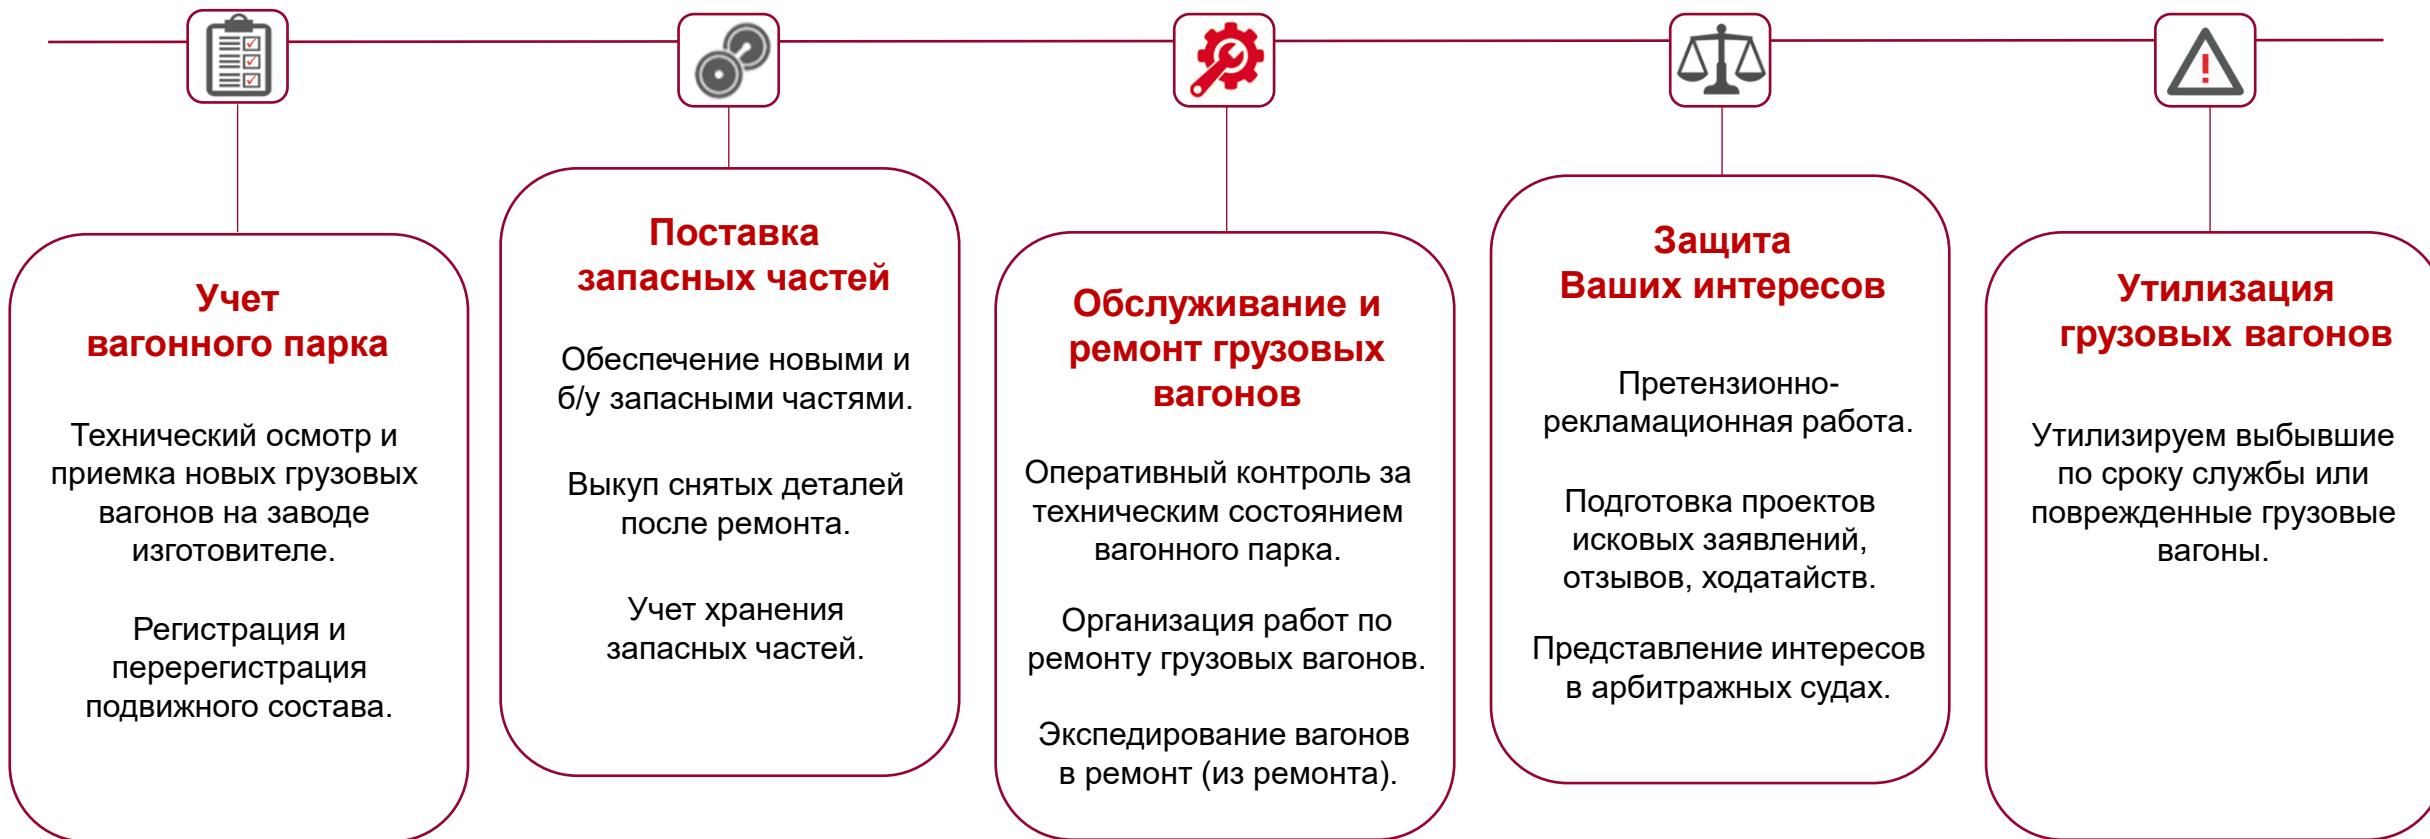 Учет
вагонного парка
Технический осмотр и
приемка новых грузовых
вагонов на заводе
изготовителе.
Регистрация и
перерегистрация
подвижного состава.
Поставка
запасных частей
Обеспечение новыми и
б/у запасными частями.
Выкуп снятых деталей
после ремонта.
Учет хранения
запасных частей.
Обслуживание и
ремонт грузовых
вагонов
Оперативный контроль за
техническим состоянием
вагонного парка.
Организация работ по
ремонту грузовых вагонов.
Экспедирование вагонов
в ремонт (из ремонта).
Защита
Ваших интересов
Претензионно-
рекламационная работа.
Подготовка проектов
исковых заявлений,
отзывов, ходатайств.
Представление интересов
в арбитражных судах.
Утилизация
грузовых вагонов
Утилизируем выбывшие
по сроку службы или
поврежденные грузовые
вагоны.